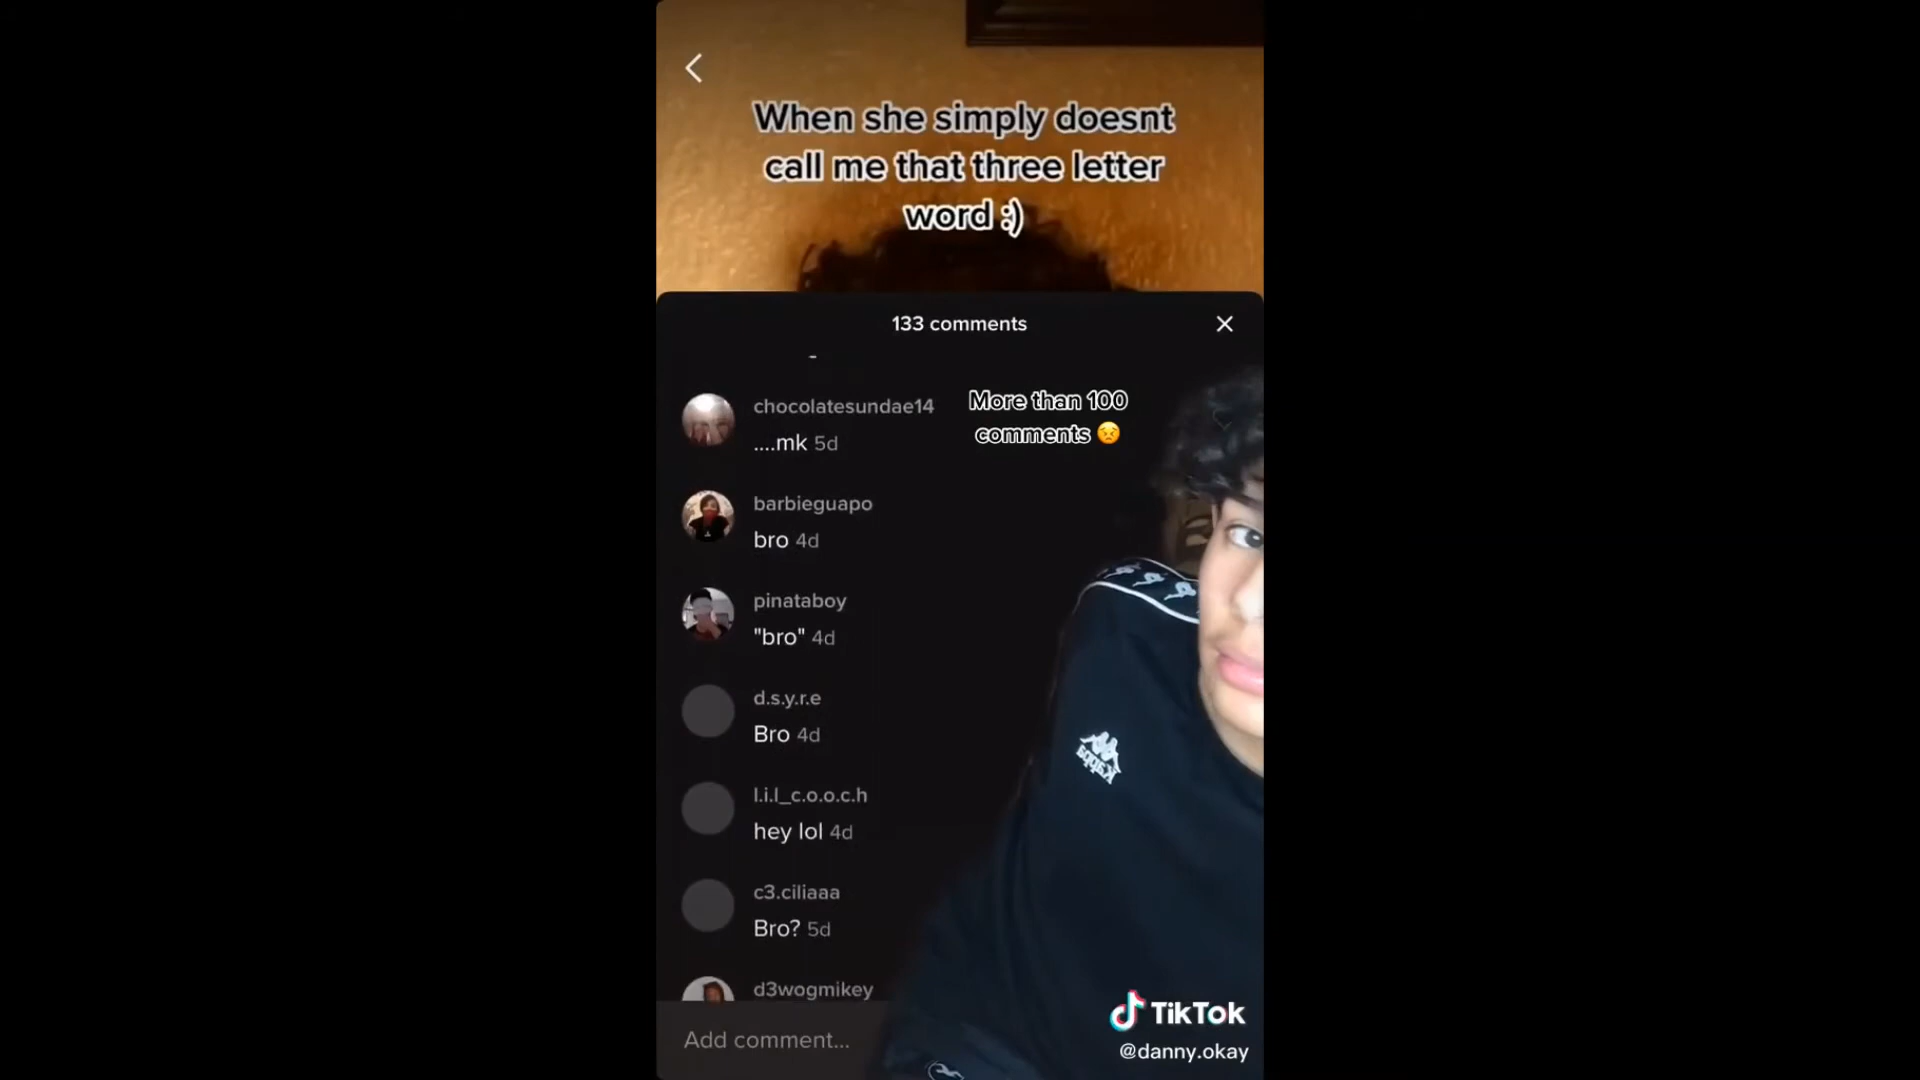 When she simply doesnt
call me that three letter
word :)
133 comments
chocolatesundae14
....mk 5d
More than 100
comments 😣
barbieguapo
bro 4d
pinataboy
"bro" 4d
d.s.y.r.e
Bro 4d
l.i.l_c.o.o.c.h
hey lol 4d
c3.ciliaaa
Bro? 5d
d3wogmikey
Add comment...
Kappa
TikTok
@danny.okay